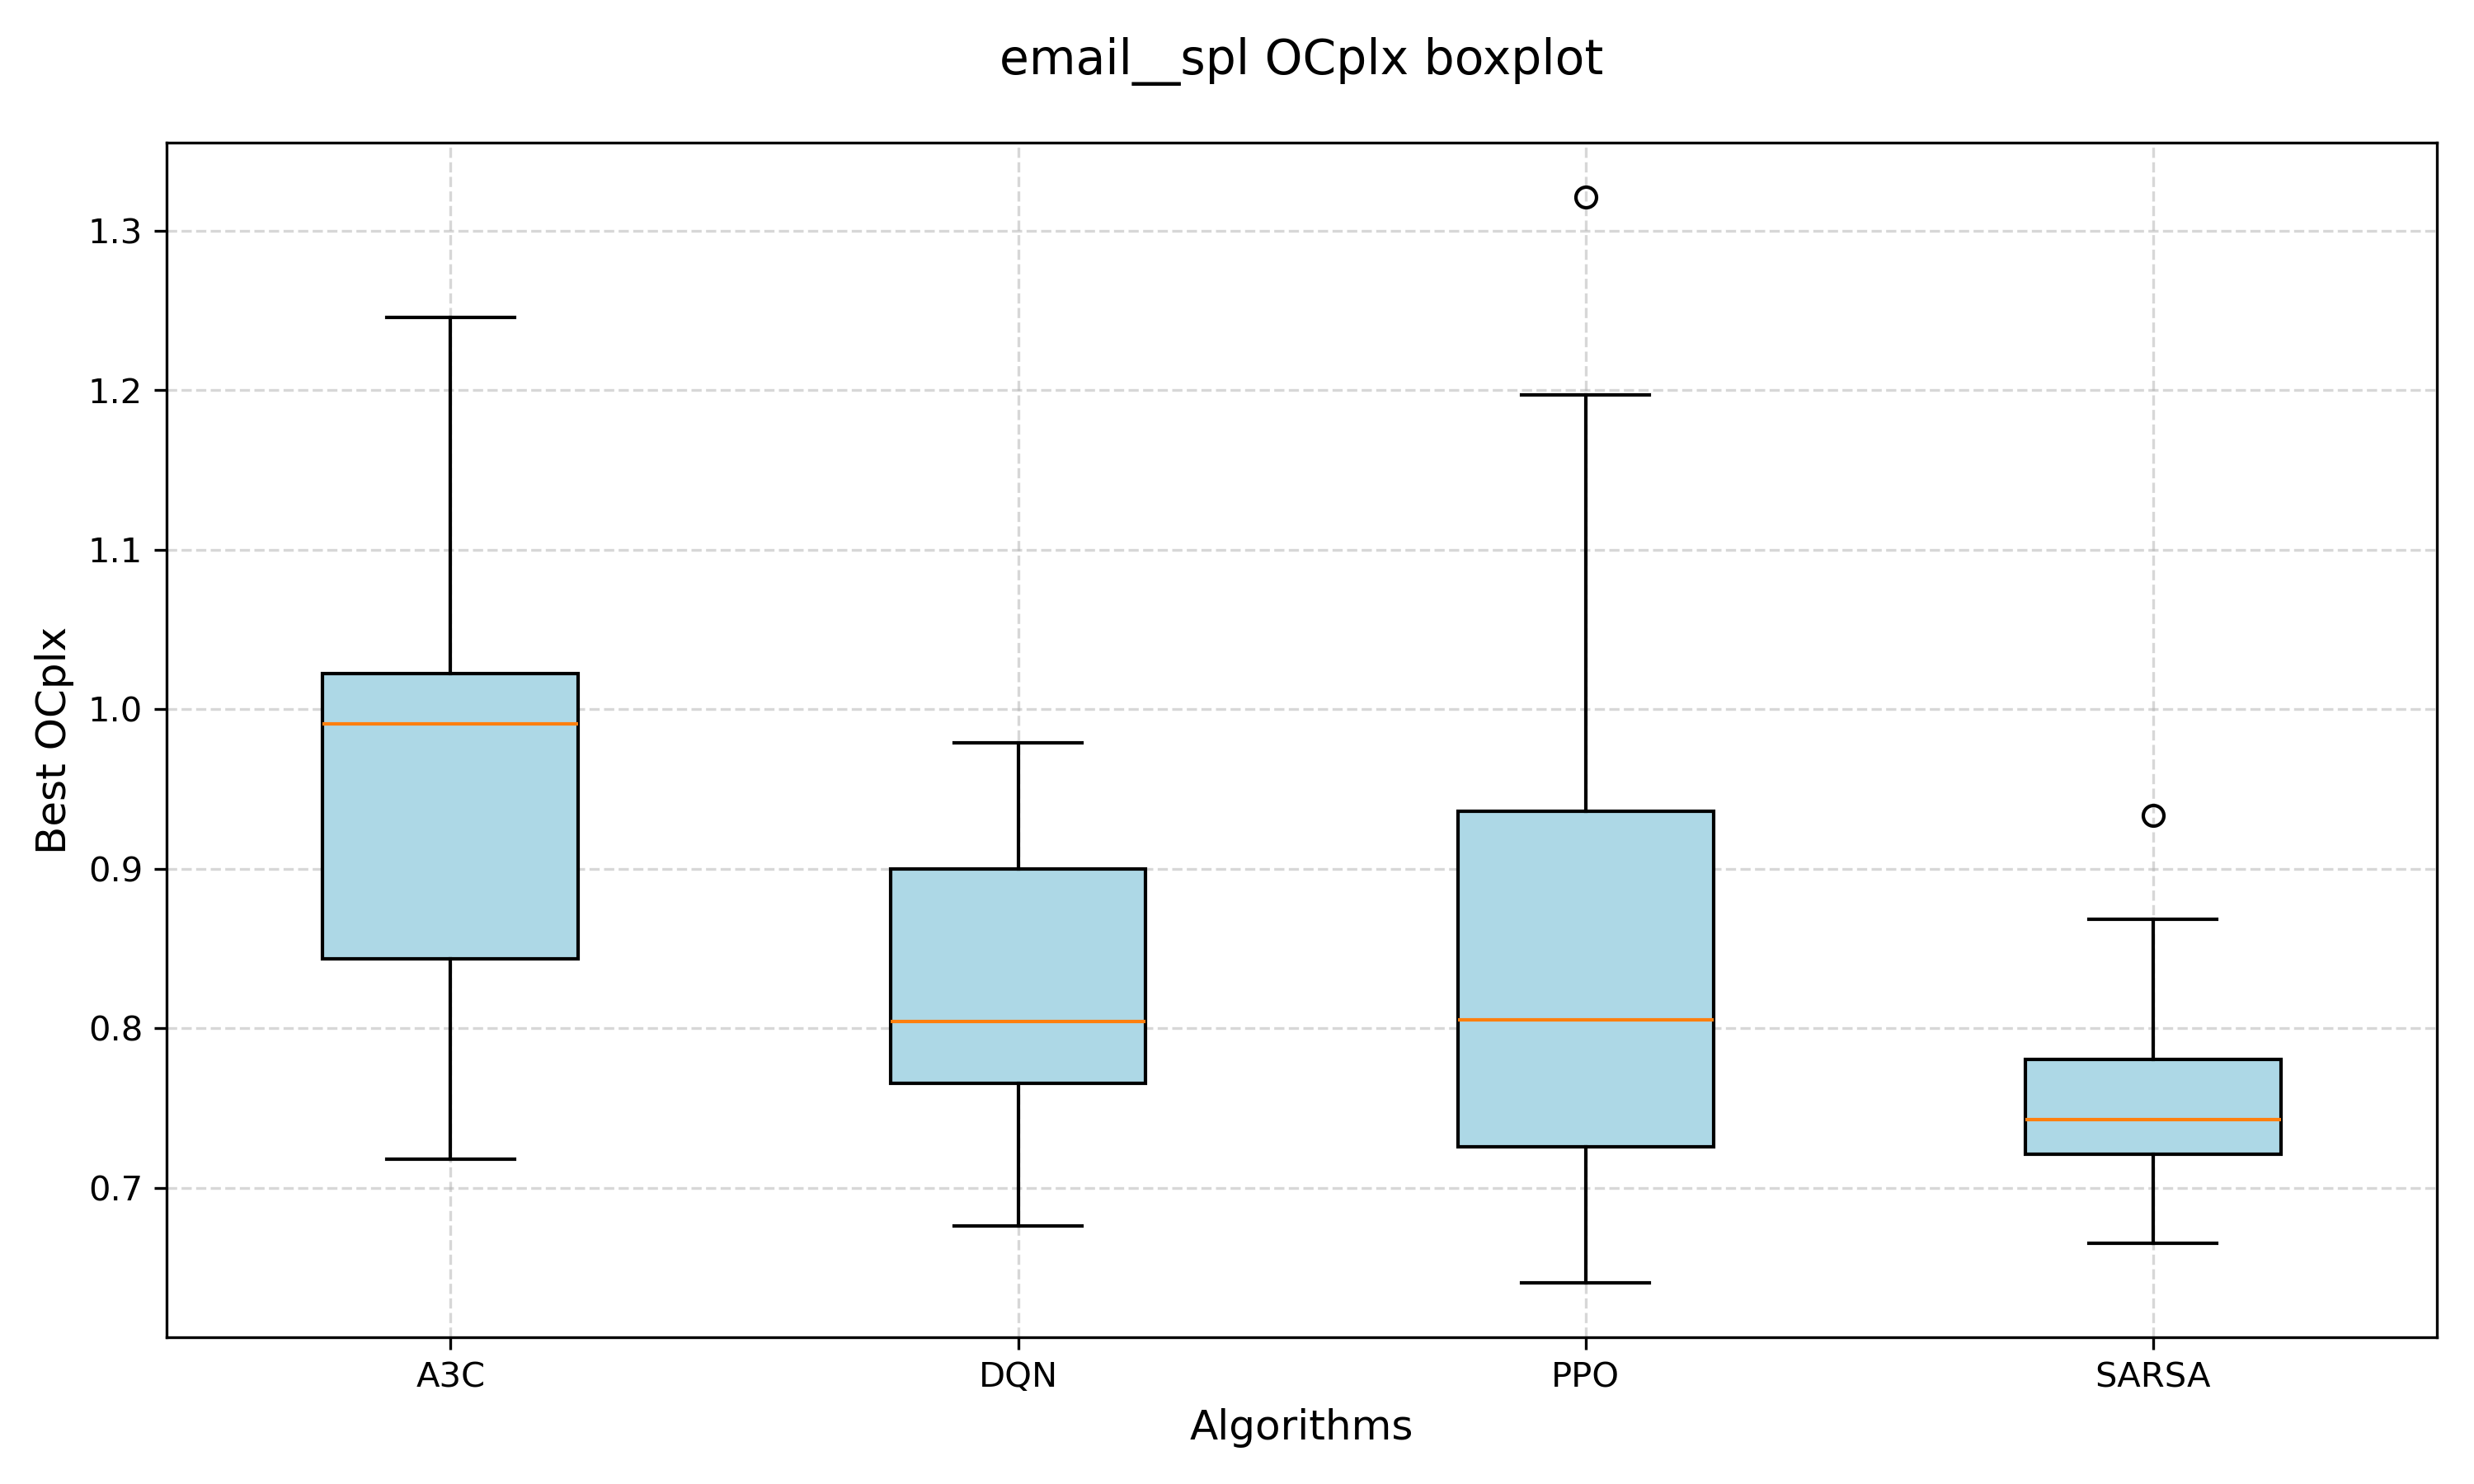 email__spl OCplx boxplot
Best OCplx
1.3
1.2
1.1
1.0
0.9
0.8
0.7
A3C DQN PPO SARSA
Algorithms